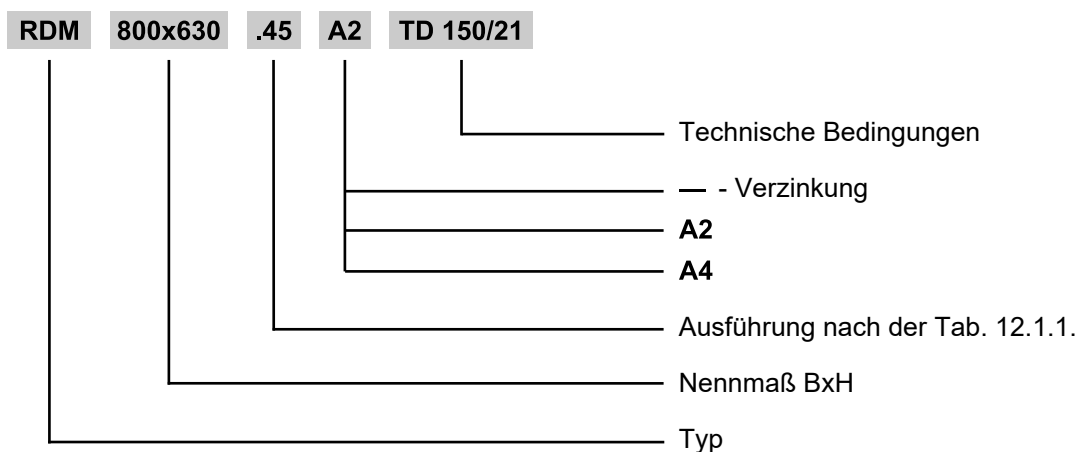 RDM 800x630 .45 A2 TD 150/21
Technische Bedingungen
— - Verzinkung
A2
A4
Ausführung nach der Tab. 12.1.1.
Nennmaß BxH
Typ